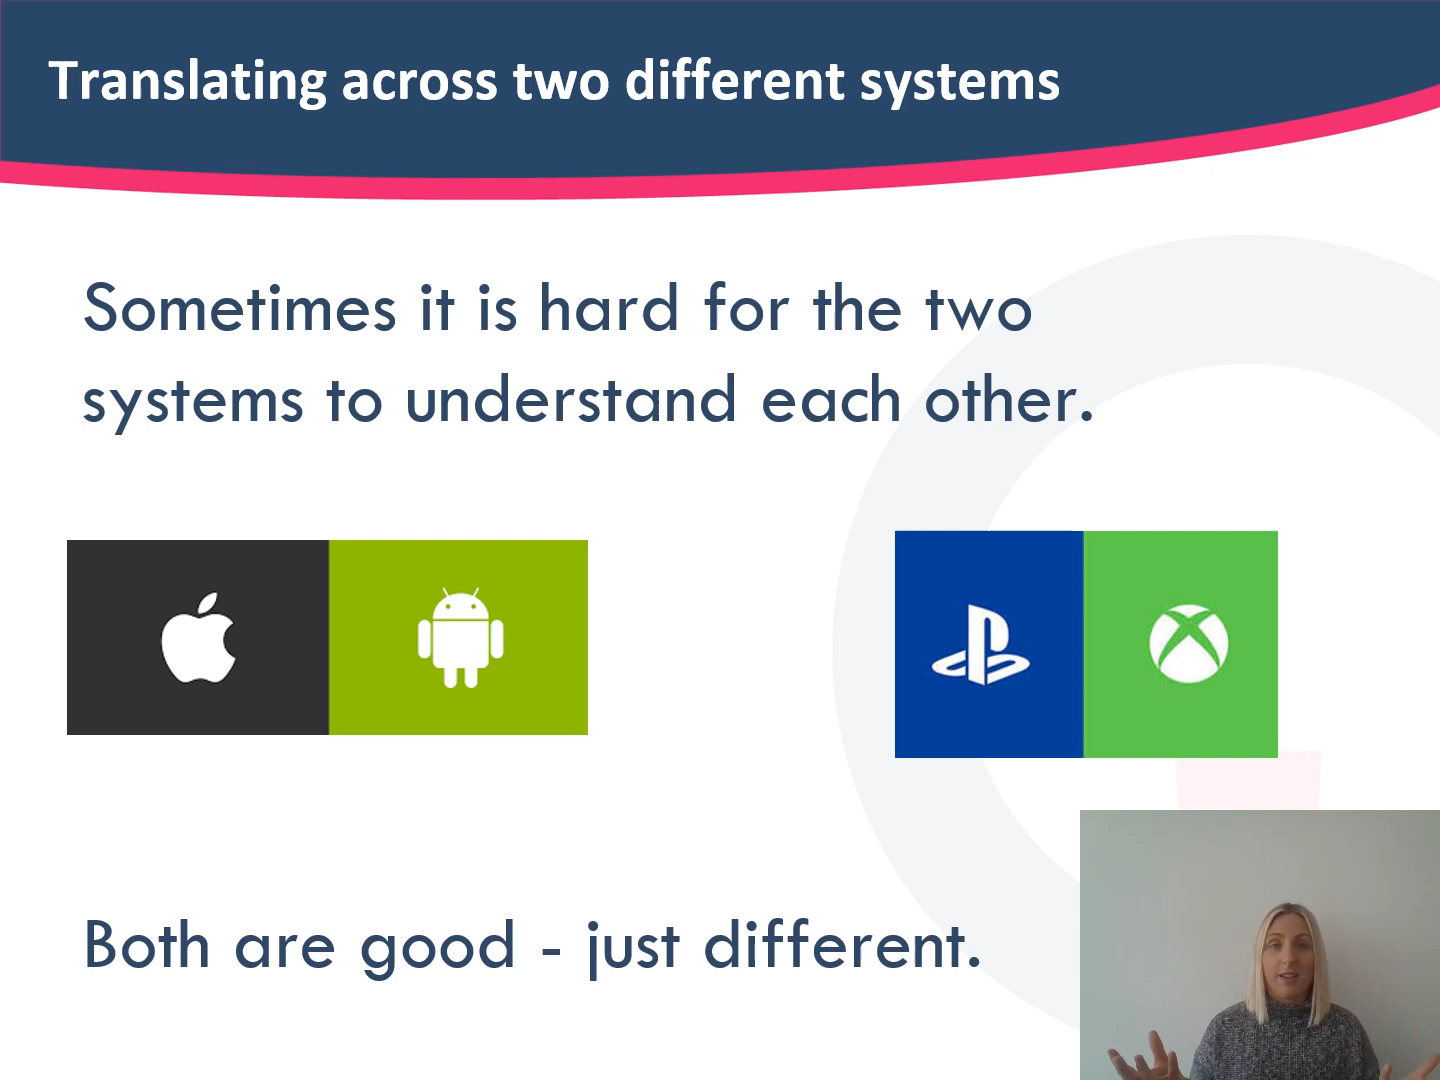 Translating across two different systems
Sometimes it is hard for the two
systems to understand each other.
Both are good - just different.